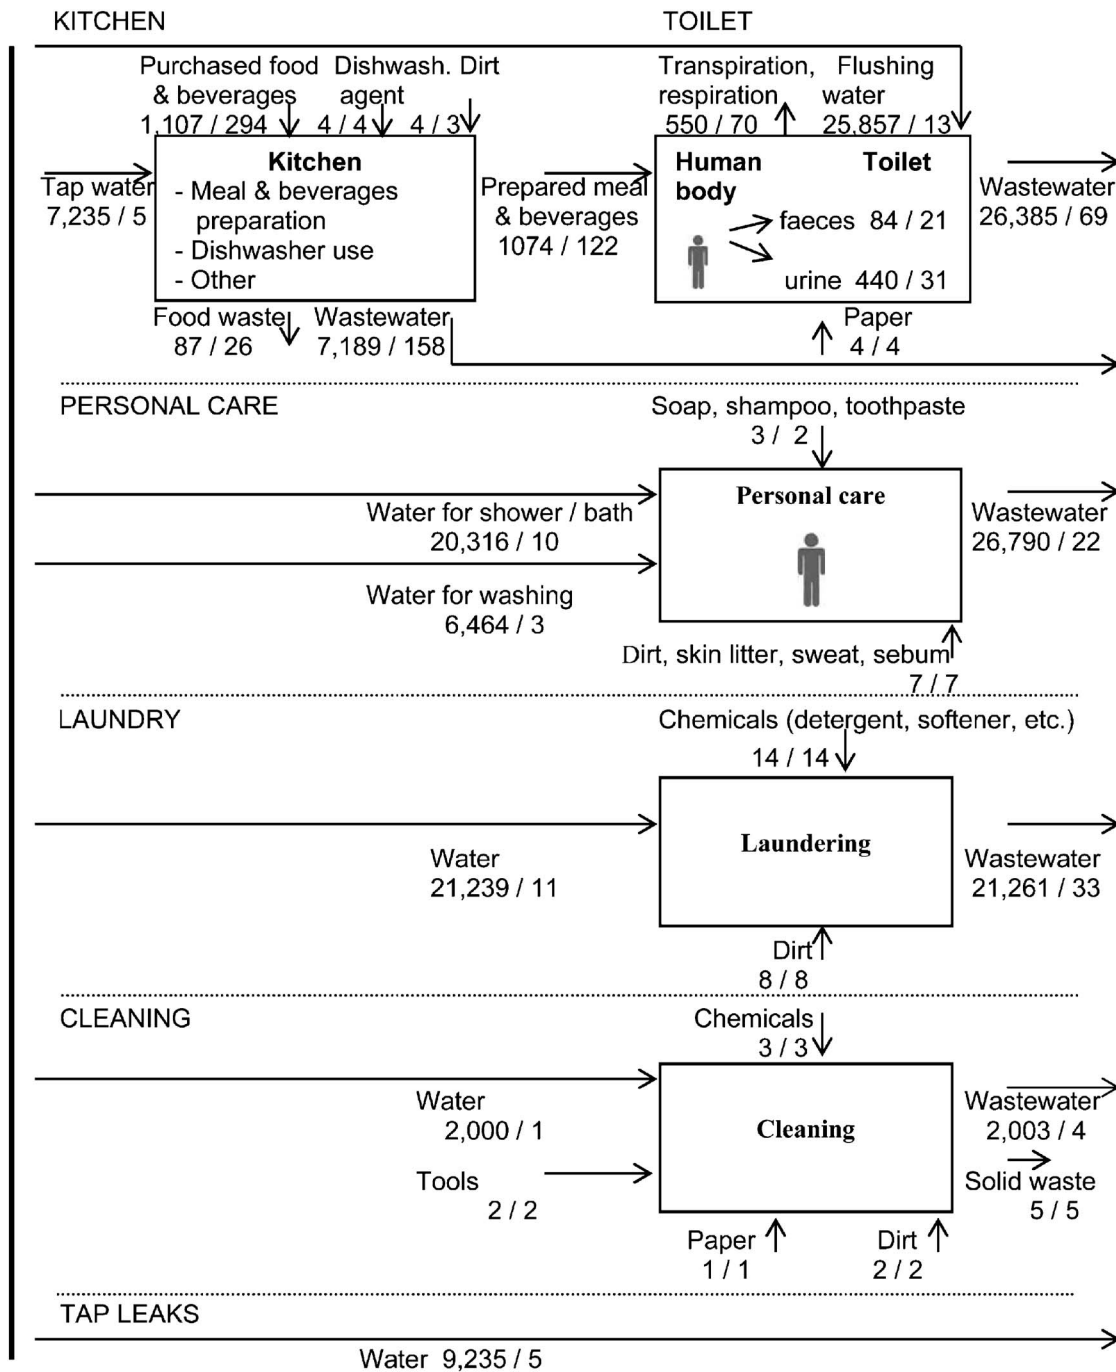 KITCHEN
TOILET
Purchased food
& beverages
1,107 / 294
Dishwash.
agent
4 / 4
Dirt
4 / 3
Transpiration,
respiration
550 / 70
Flushing
water
25,857 / 13
Tap water
7,235 / 5
Kitchen
- Meal & beverages
preparation
- Dishwasher use
- Other
Prepared meal
& beverages
1074 / 122
Human
body
Toilet
faeces 84 / 21
urine 440 / 31
Wastewater
26,385 / 69
Food waste
87 / 26
Wastewater
7,189 / 158
Paper
4 / 4
PERSONAL CARE
Soap, shampoo, toothpaste
3 / 2
Water for shower / bath
20,316 / 10
Personal care
Wastewater
26,790 / 22
Water for washing
6,464 / 3
Dirt, skin litter, sweat, sebum
7 / 7
LAUNDRY
Chemicals (detergent, softener, etc.)
14 / 14
Water
21,239 / 11
Laundering
Wastewater
21,261 / 33
Dirt
8 / 8
CLEANING
Chemicals
3 / 3
Water
2,000 / 1
Tools
2 / 2
Cleaning
Wastewater
2,003 / 4
Solid waste
5 / 5
Paper
1 / 1
Dirt
2 / 2
TAP LEAKS
Water 9,235 / 5